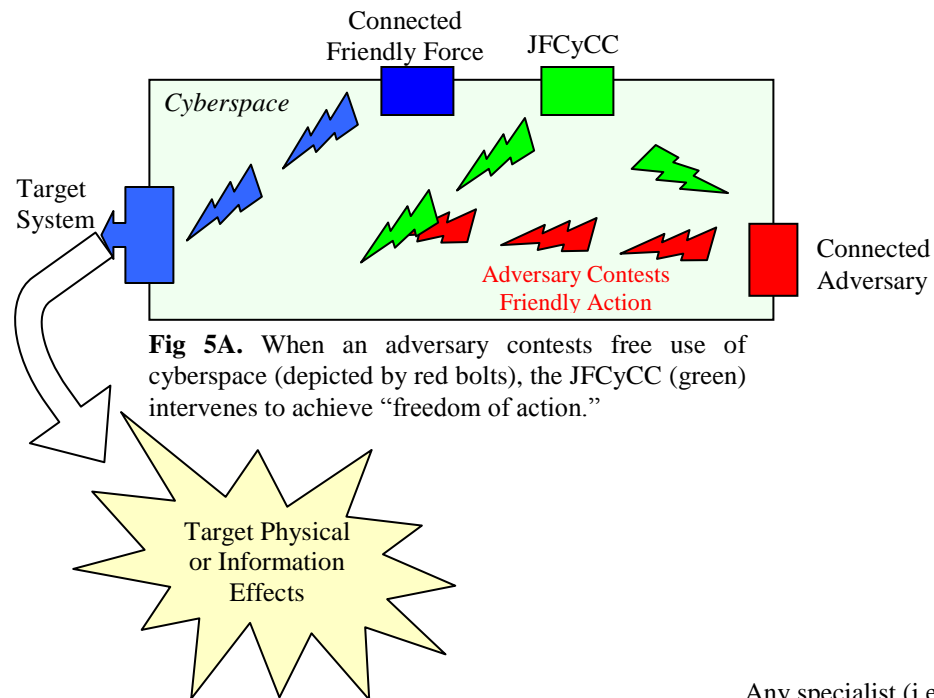 Connected
Friendly Force
JFCyCC
Cyberspace
Target
System
Adversary Contests
Friendly Action
Connected
Adversary
Fig 5A. When an adversary contests free use of
cyberspace (depicted by red bolts), the JFCyCC (green)
intervenes to achieve “freedom of action.”
Target Physical
or Information
Effects
Any specialist (i.e